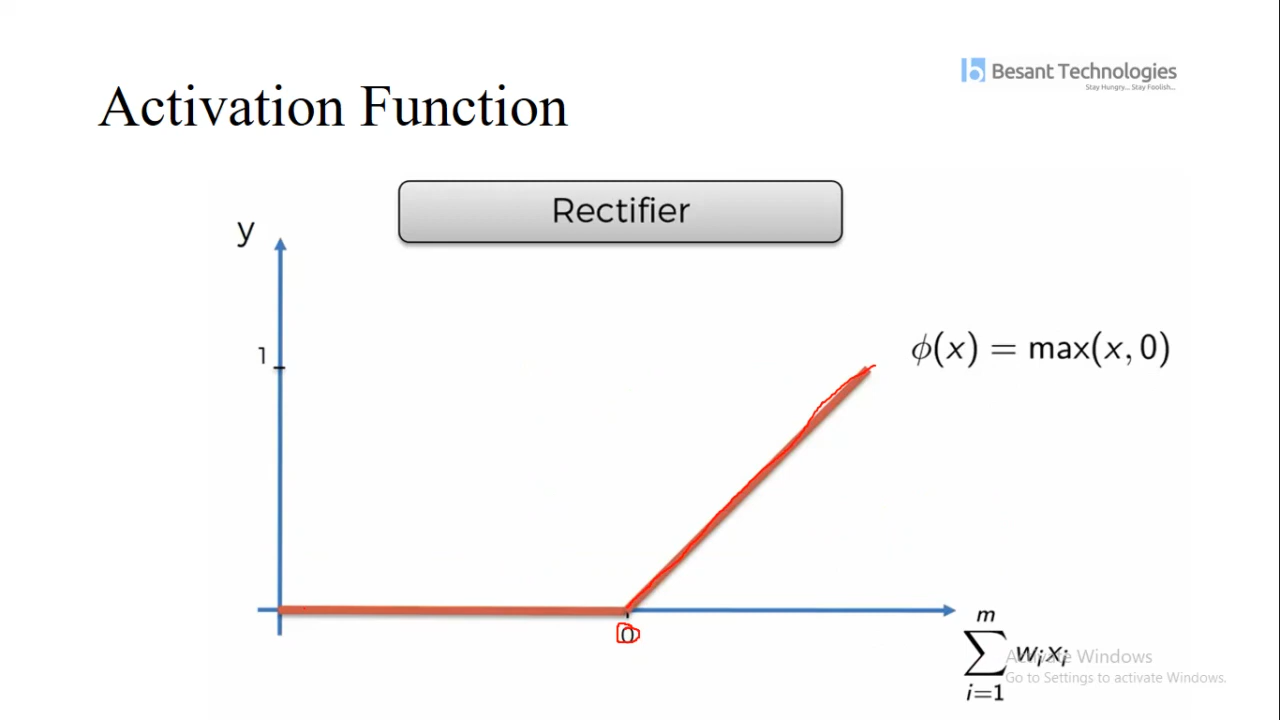 Besant Technologies
Stay Hungry... Stay Foolish...
Activation Function
Rectifier
y
1
ϕ(x) = max(x, 0)
0
m
∑ wᵢxᵢ
i=1
Activate Windows
Go to Settings to activate Windows.